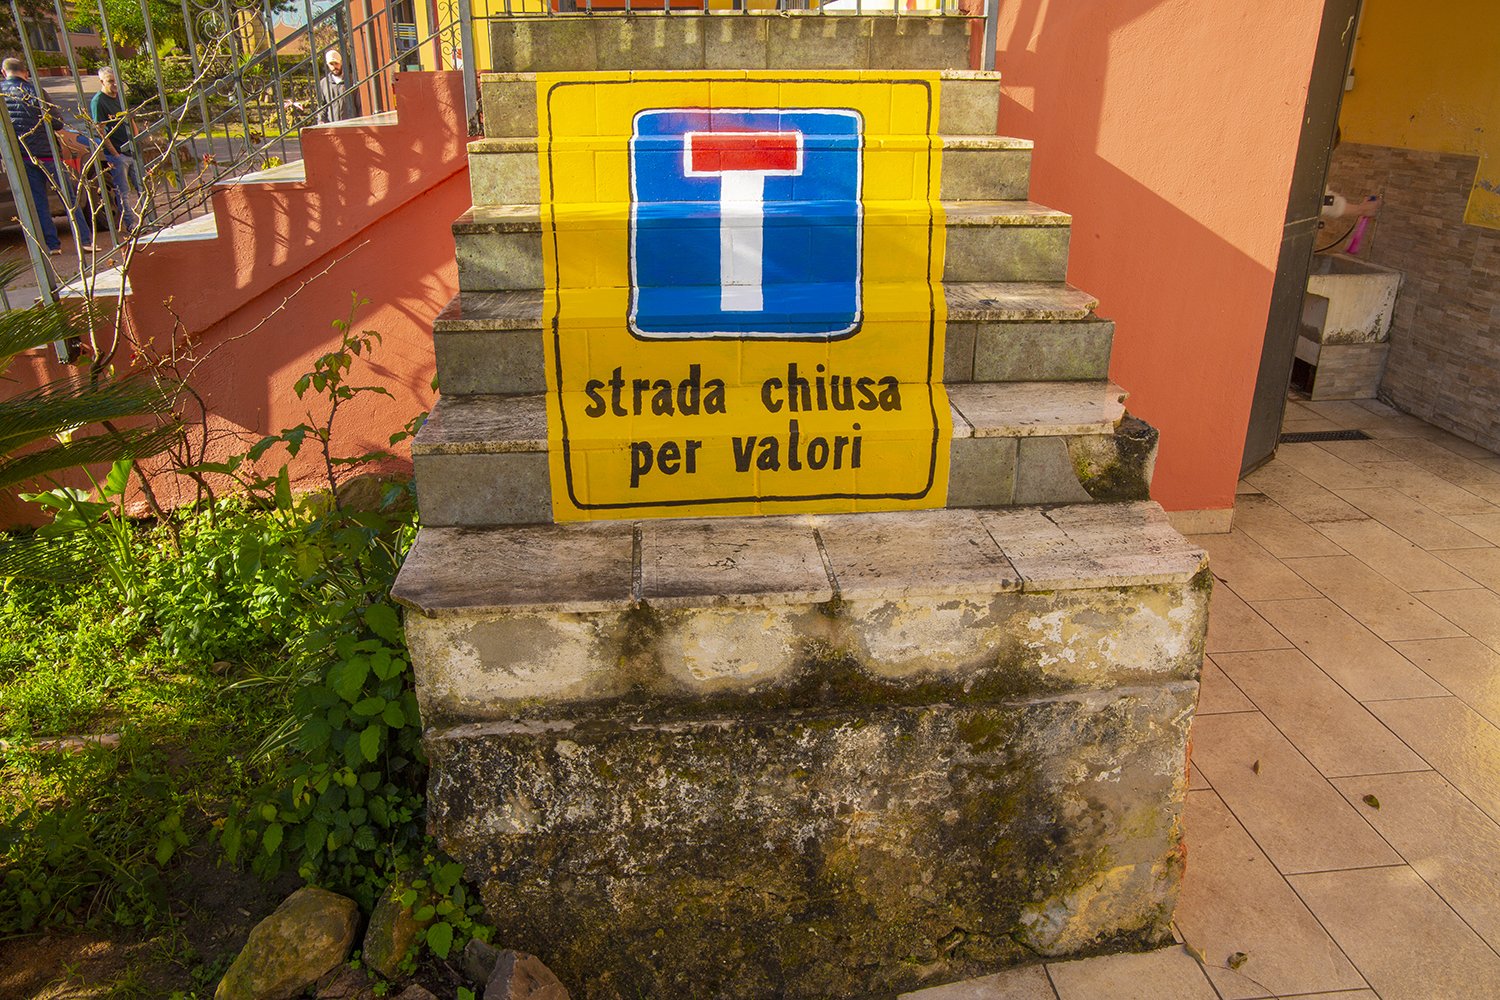 strada chiusa
per valori